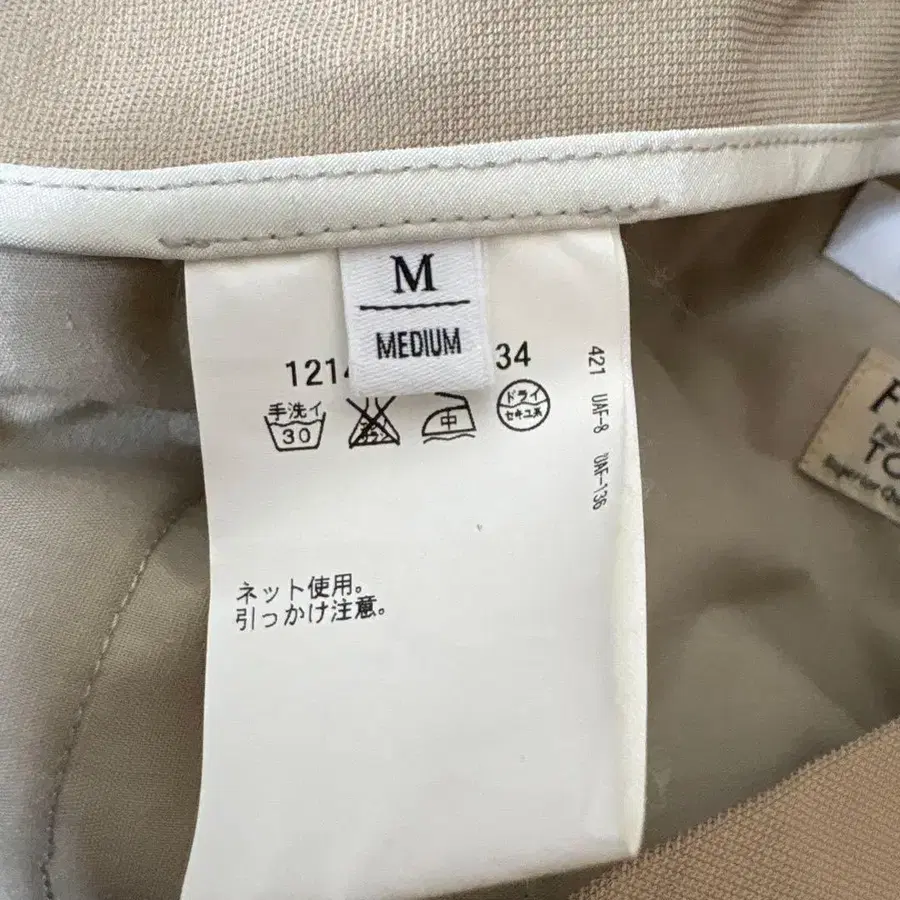 M
MEDIUM
121 34
手洗イ
30
中
ドライ
セキユ系
421 UAF-8 UAF-136
ネット使用。
引っかけ注意。